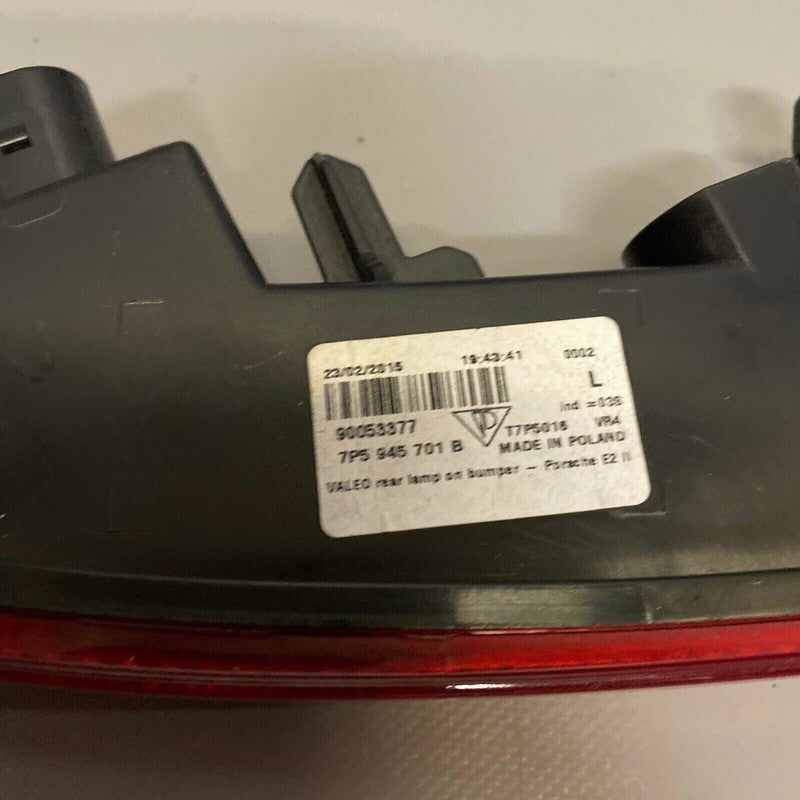 23/02/2015 19:43:41 0002
L
ind =03B
90053377 T7P5016 VR4
7P5 945 701 B MADE IN POLAND
VALEO rear lamp on bumper - Porsche E2 II